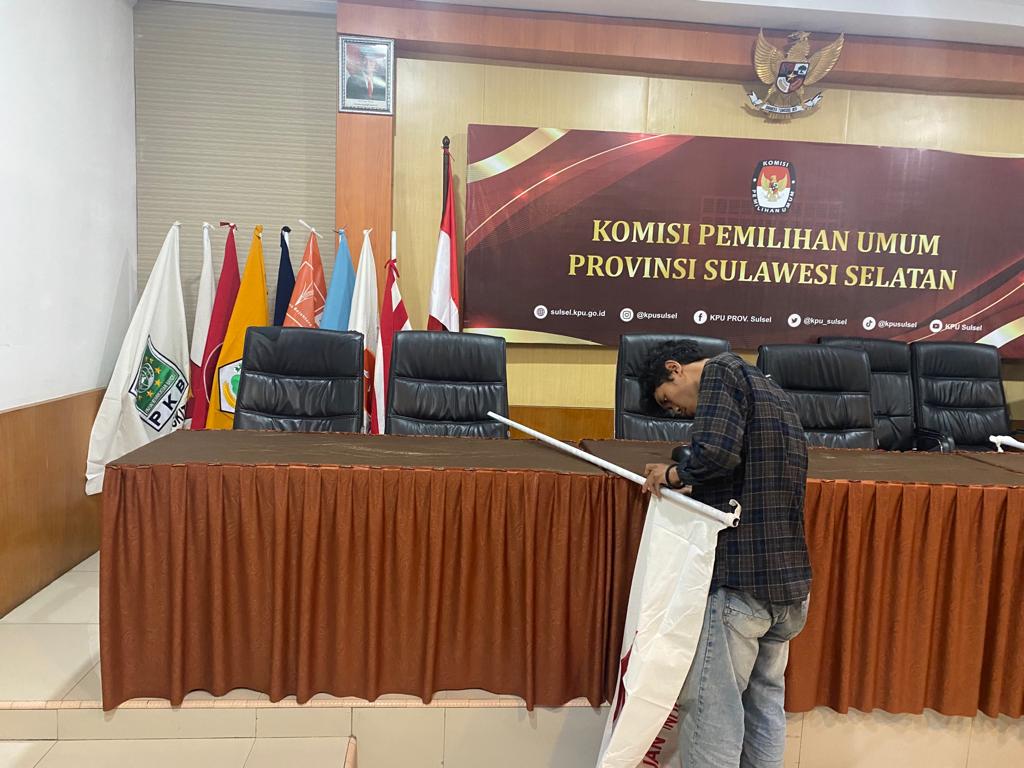 KOMISI
PEMILIHAN UMUM
KOMISI PEMILIHAN UMUM
PROVINSI SULAWESI SELATAN
sulsel.kpu.go.id
@kpusulsel
KPU PROV. Sulsel
@kpu_sulsel
@kpusulsel
KPU Sulsel
PKB